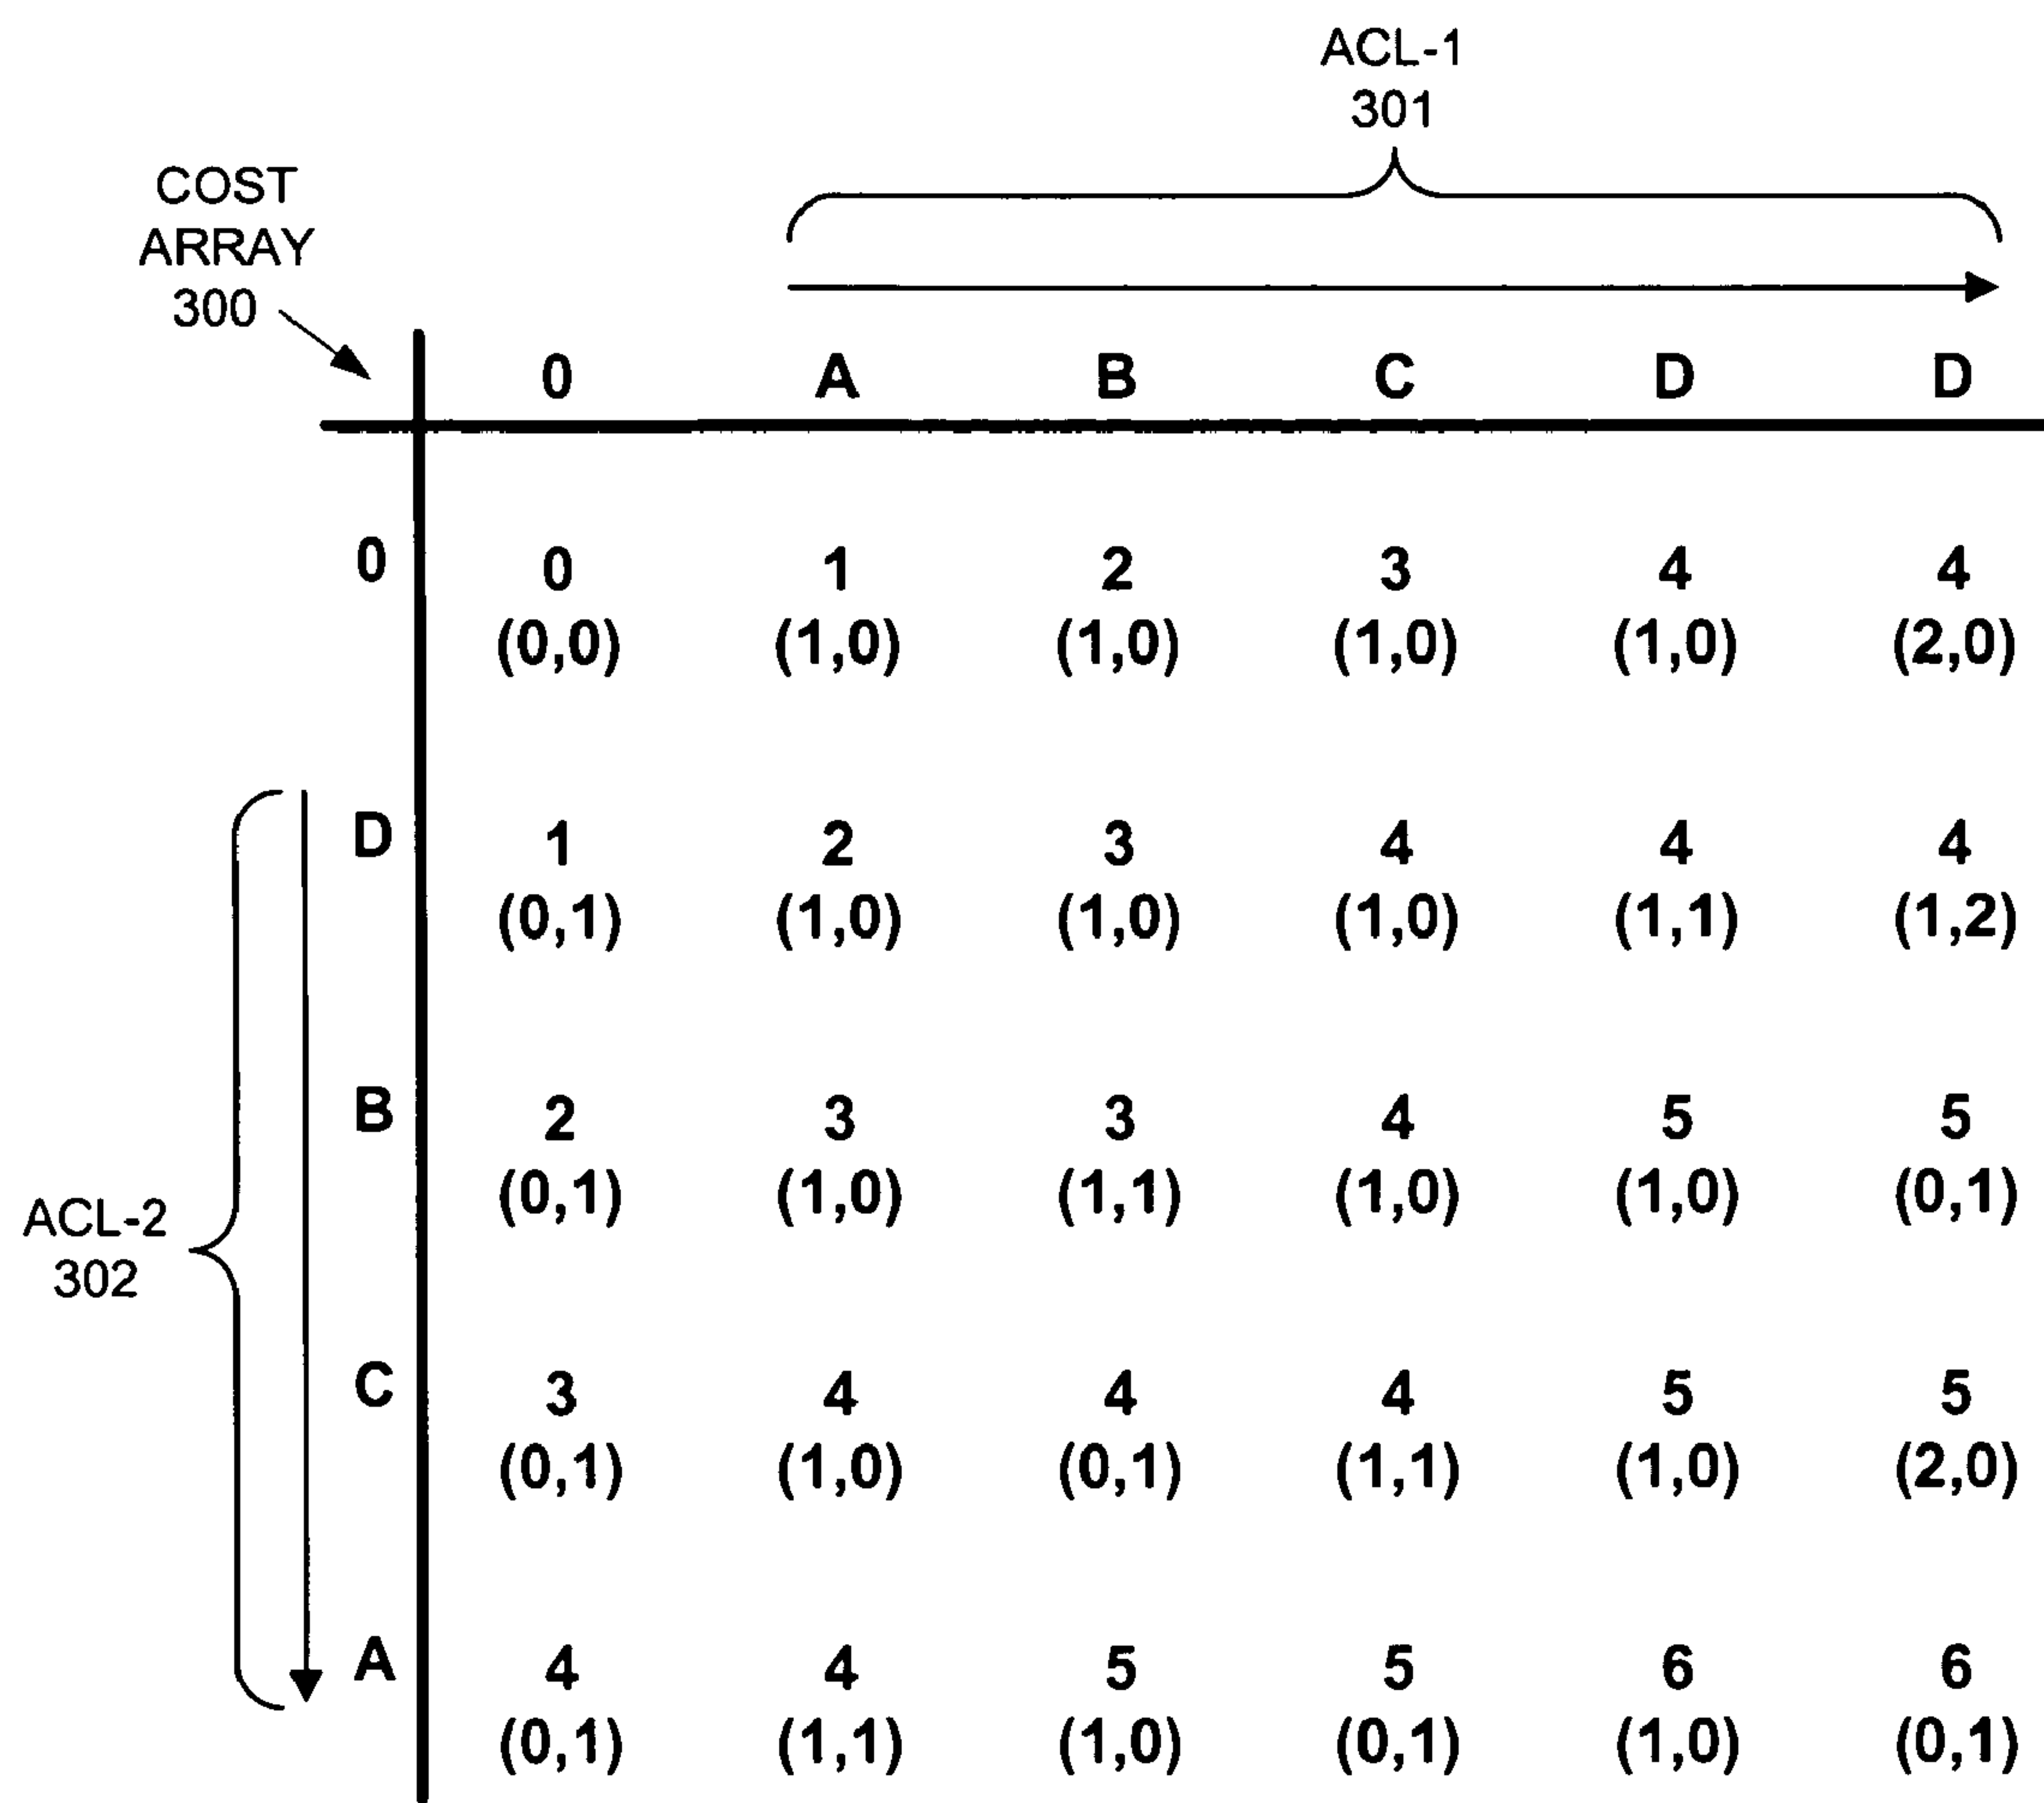 ACL-1
301
COST
ARRAY
300
0 A B C D D
0 0 1 2 3 4 4
(0,0) (1,0) (1,0) (1,0) (1,0) (2,0)
D 1 2 3 4 4 4
(0,1) (1,0) (1,0) (1,0) (1,1) (1,2)
B 2 3 3 4 5 5
(0,1) (1,0) (1,1) (1,0) (1,0) (0,1)
ACL-2
302
C 3 4 4 4 5 5
(0,1) (1,0) (0,1) (1,1) (1,0) (2,0)
A 4 4 5 5 6 6
(0,1) (1,1) (1,0) (0,1) (1,0) (0,1)